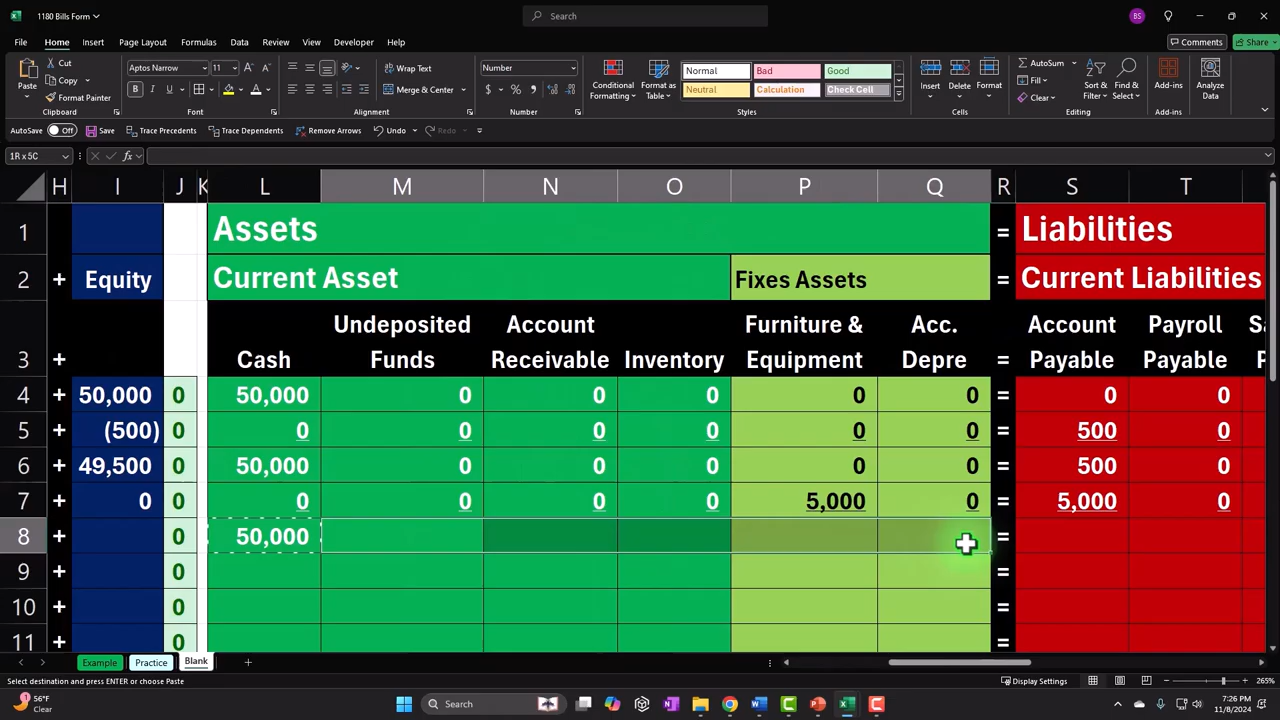 1180 Bills Form
Search
BS
File Home Insert Page Layout Formulas Data Review View Developer Help
Comments Share
Cut
Copy
Paste
Format Painter
Clipboard
Aptos Narrow 11
Font
Wrap Text
Merge & Center
Alignment
Number
Number
Conditional Formatting
Format as Table
Normal Bad Good
Neutral Calculation Check Cell
Styles
Insert Delete Format
Cells
AutoSum
Fill
Clear
Sort & Filter
Find & Select
Editing
Add-ins
Add-ins
Analyze Data
AutoSave Off Save Trace Precedents Trace Dependents Remove Arrows Undo Redo
1R x 5C fx
H I J K L M N O P Q R S T
1 Assets = Liabilities
2 + Equity Current Asset Fixes Assets = Current Liabilities
3 + Cash Undeposited Funds Account Receivable Inventory Furniture & Equipment Acc. Depre = Account Payable Payroll Payable
4 + 50,000 0 50,000 0 0 0 0 0 = 0 0
5 + (500) 0 0 0 0 0 0 0 = 500 0
6 + 49,500 0 50,000 0 0 0 0 0 = 500 0
7 + 0 0 0 0 0 0 5,000 0 = 5,000 0
8 + 0 50,000 =
9 + 0 =
10 + 0 =
11 + 0 =
Example Practice Blank +
Select destination and press ENTER or choose Paste
Display Settings
265%
1
56°F
Clear
Search
7:26 PM
11/8/2024